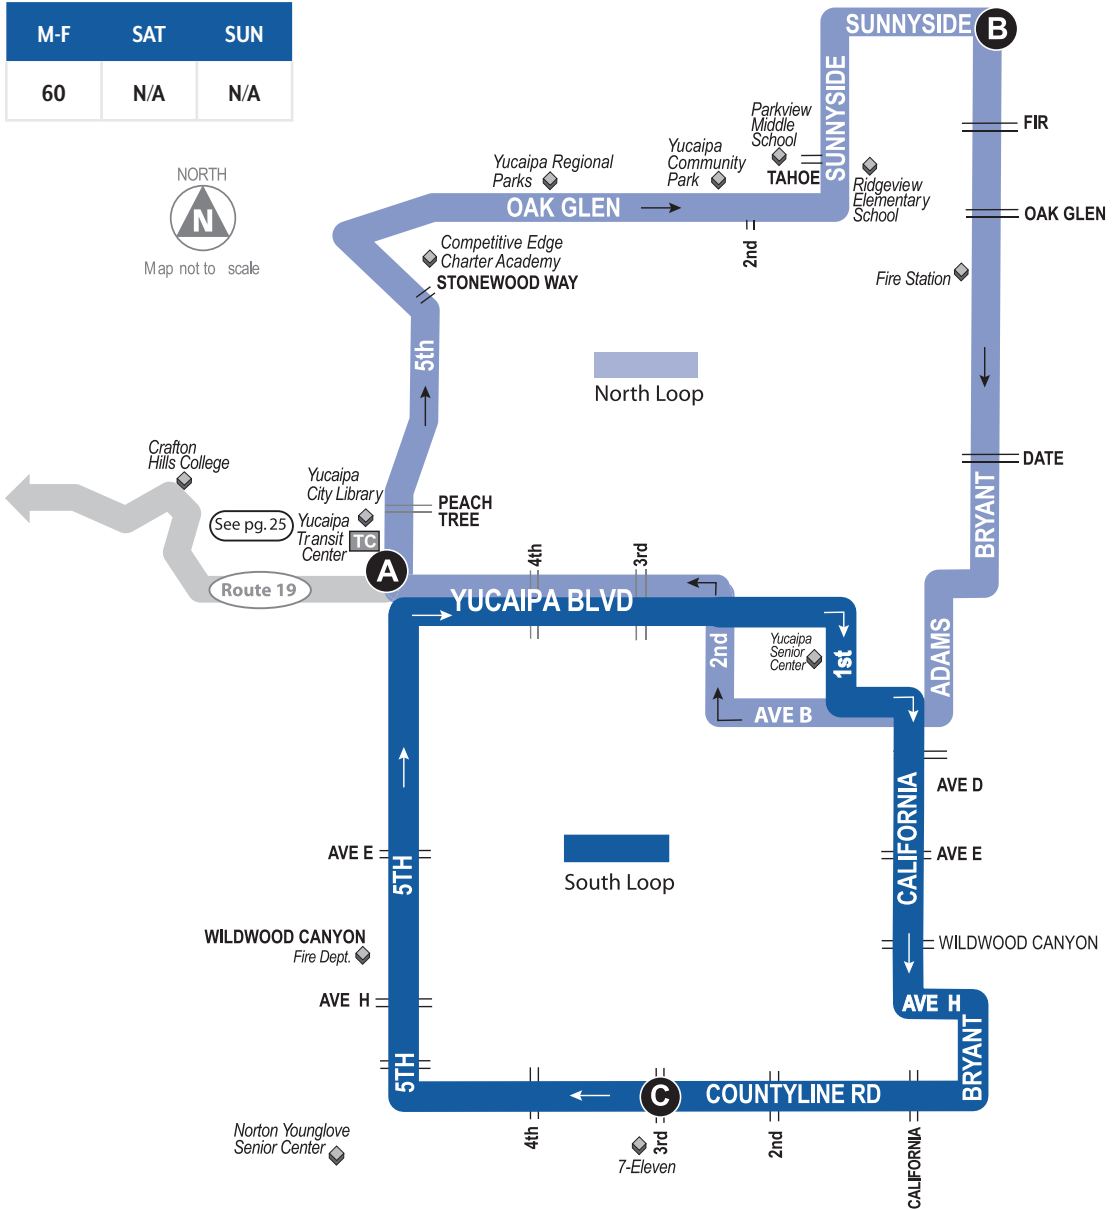 M-F SAT SUN
60 N/A N/A
NORTH
N
Map not to scale
SUNNYSIDE
B
SUNNYSIDE
FIR
Parkview
Middle
School
TAHOE
Yucaipa
Community
Park
Yucaipa Regional
Parks
Ridgeview
Elementary
School
OAK GLEN
OAK GLEN
2nd
Competitive Edge
Charter Academy
STONEWOOD WAY
Fire Station
5th
North Loop
Crafton
Hills College
DATE
Yucaipa
City Library
PEACH
TREE
BRYANT
See pg. 25
Yucaipa
Transit
Center
TC
A
4th
3rd
Route 19
YUCAIPA BLVD
2nd
Yucaipa
Senior
Center
1st
ADAMS
AVE B
AVE D
CALIFORNIA
AVE E
AVE E
5TH
South Loop
WILDWOOD CANYON
Fire Dept.
WILDWOOD CANYON
AVE H
AVE H
BRYANT
5TH
C
COUNTYLINE RD
Norton Younglove
Senior Center
4th
3rd
2nd
CALIFORNIA
7-Eleven